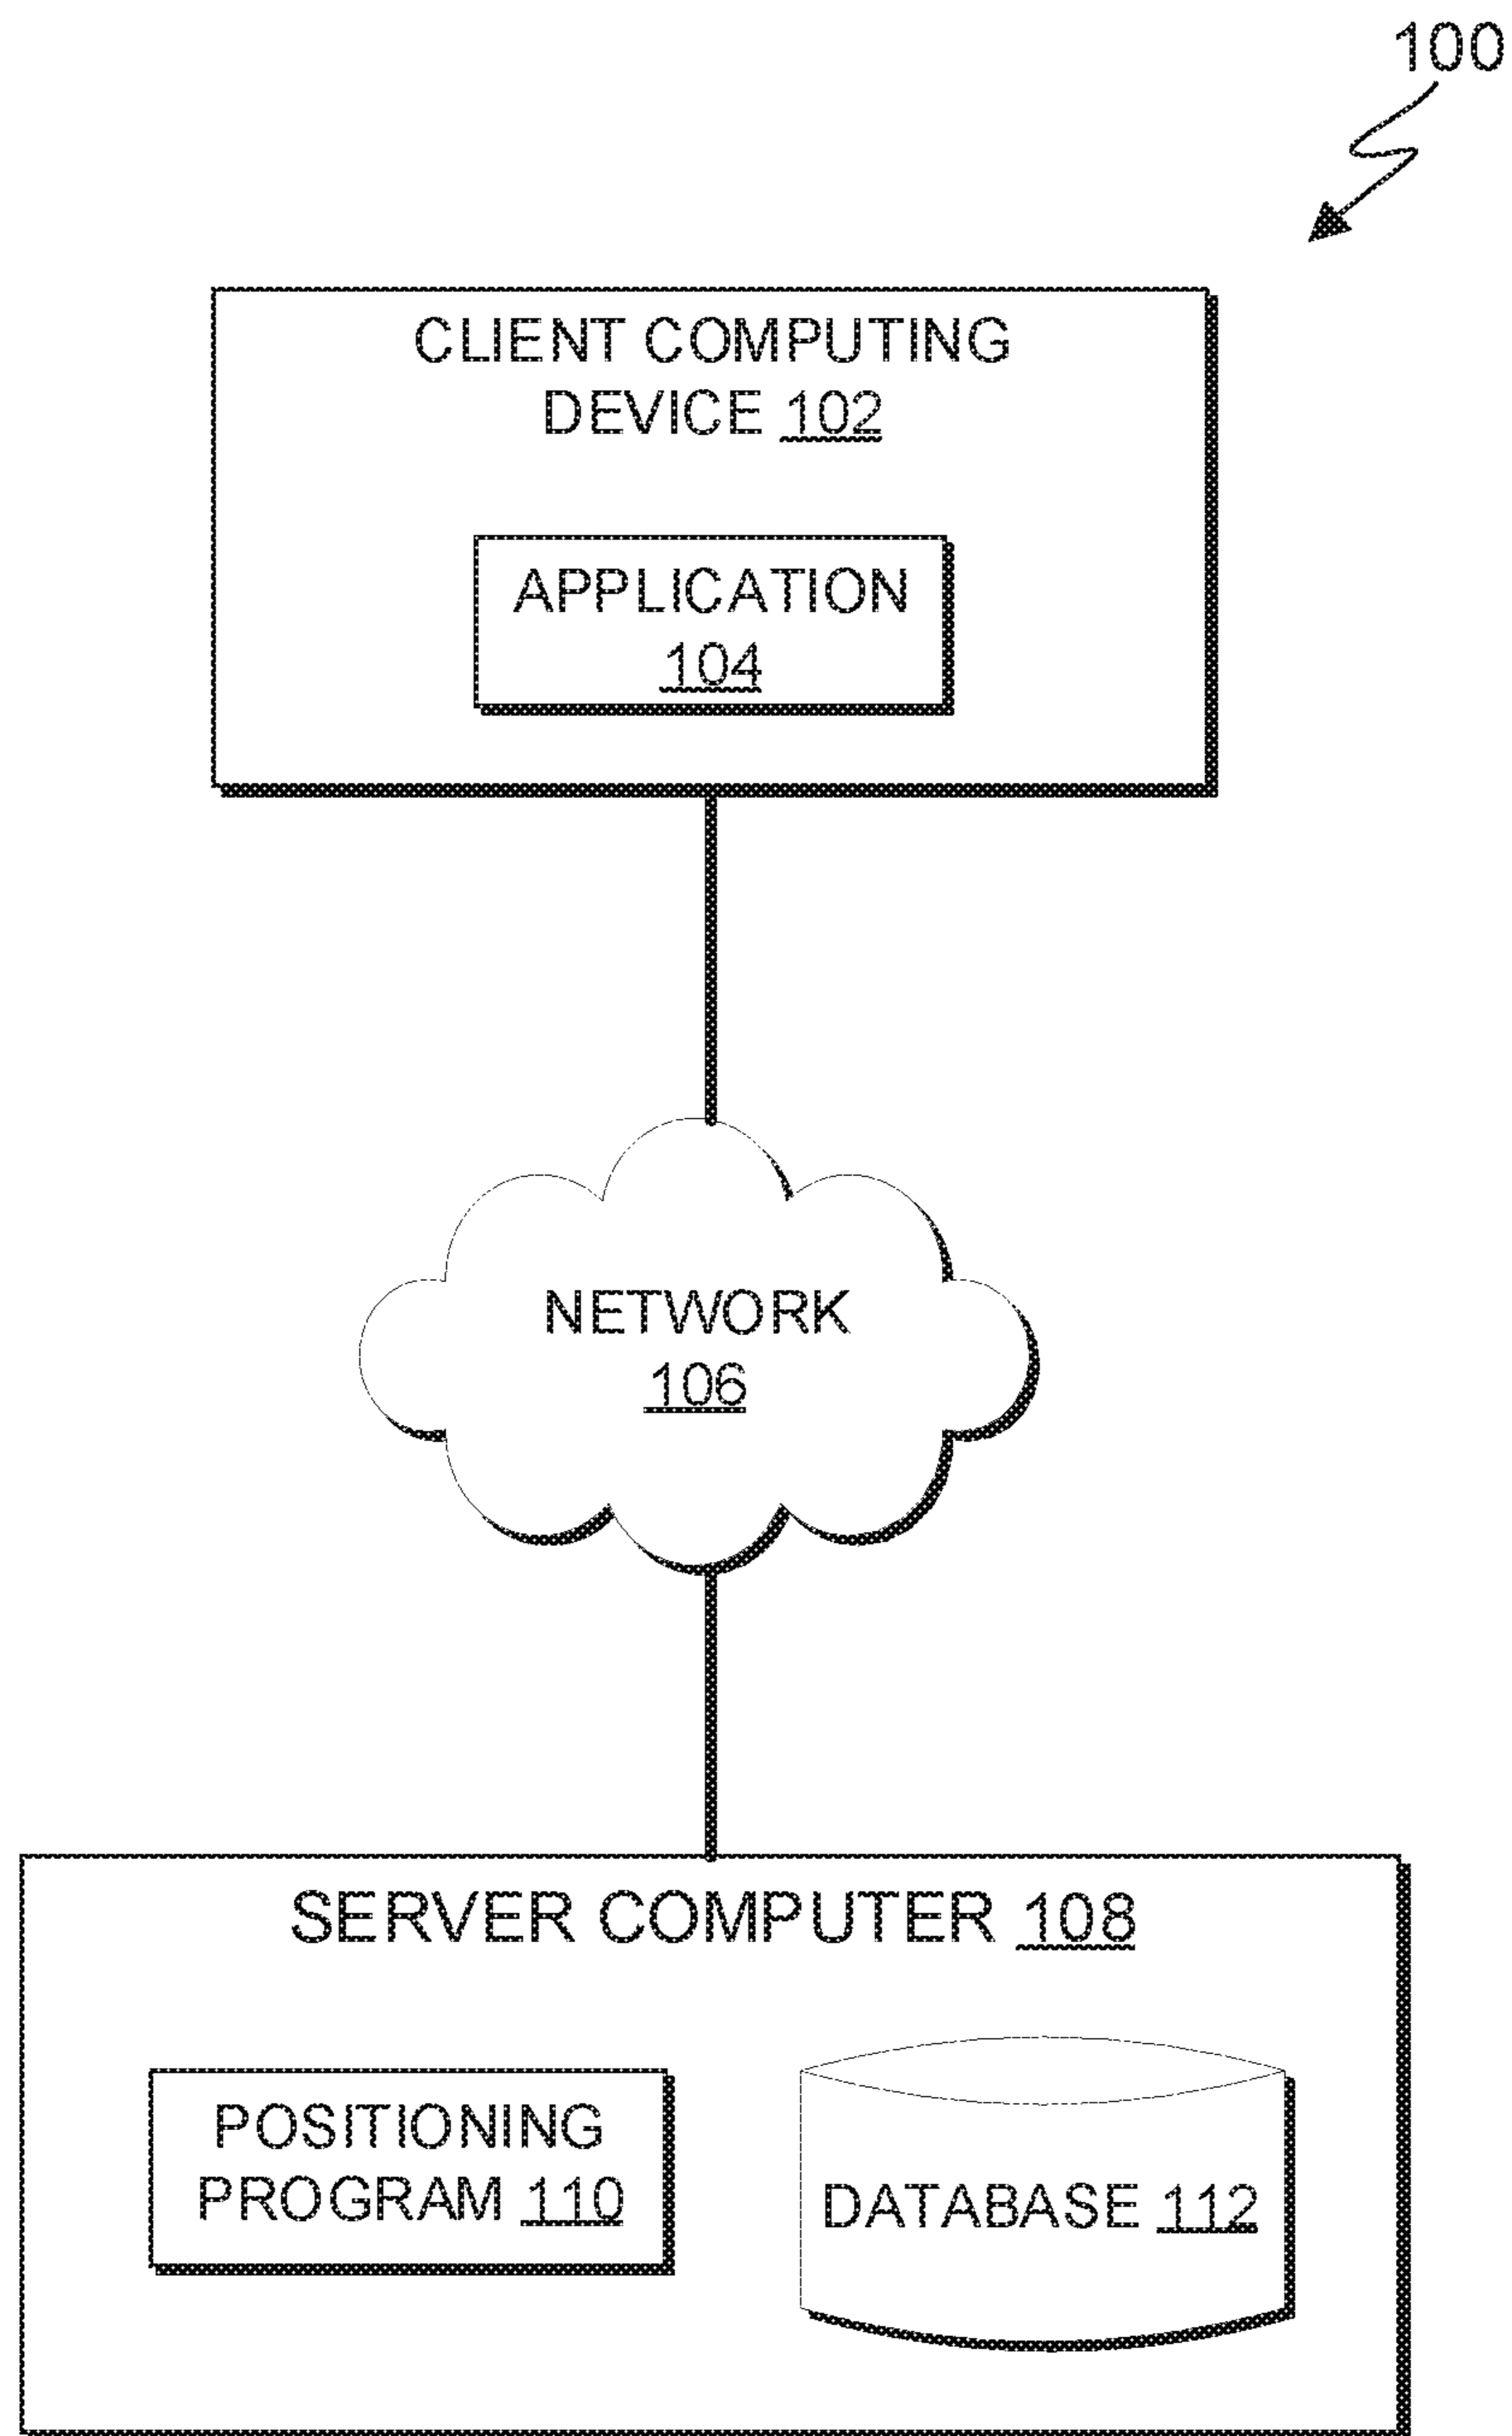 100
CLIENT COMPUTING
DEVICE 102
APPLICATION
104
NETWORK
106
SERVER COMPUTER 108
POSITIONING
PROGRAM 110
DATABASE 112